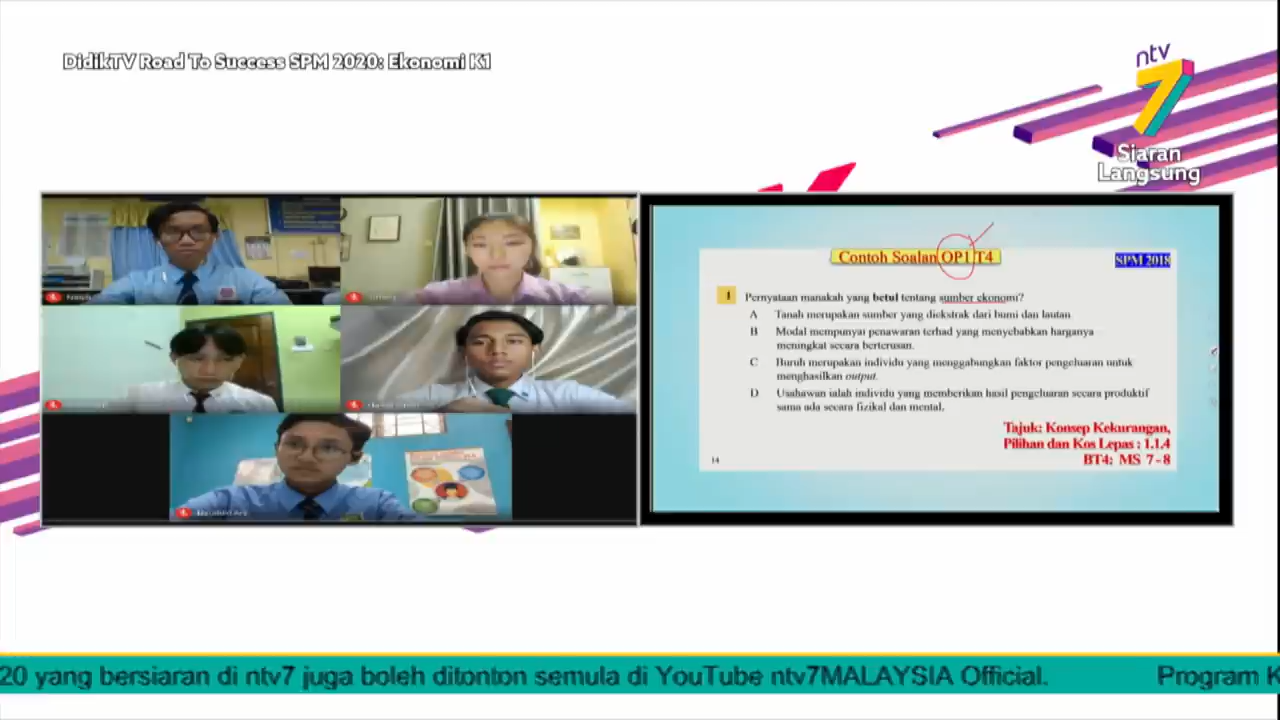 DidikTV Road To Success SPM 2020: Ekonomi K1
ntv
7
Siaran
Langsung
Contoh Soalan OP1 T4
SPM 2018
1 Pernyataan manakah yang betul tentang sumber ekonomi?
A Tanah merupakan sumber yang diekstrak dari bumi dan lautan.
B Modal mempunyai penawaran terhad yang menyebabkan harganya
meningkat secara berterusan.
C Buruh merupakan individu yang menggabungkan faktor pengeluaran untuk
menghasilkan output.
D Usahawan ialah individu yang memberikan hasil pengeluaran secara produktif
sama ada secara fizikal dan mental.
Tajuk: Konsep Kekurangan,
Pilihan dan Kos Lepas : 1.1.4
BT4: MS 7-8
14
20 yang bersiaran di ntv7 juga boleh ditonton semula di YouTube ntv7MALAYSIA Official. Program K